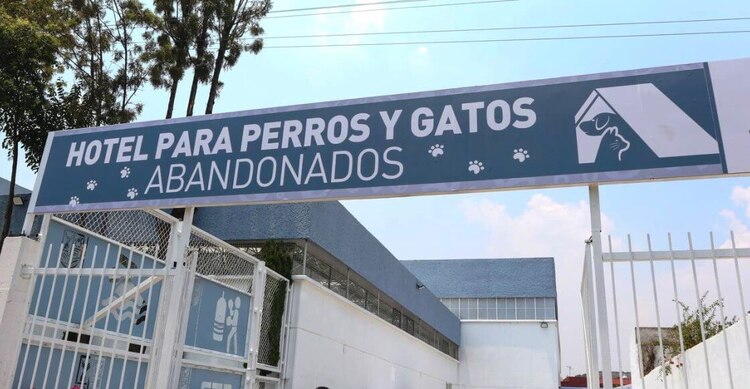 HOTEL PARA PERROS Y GATOS
ABANDONADOS